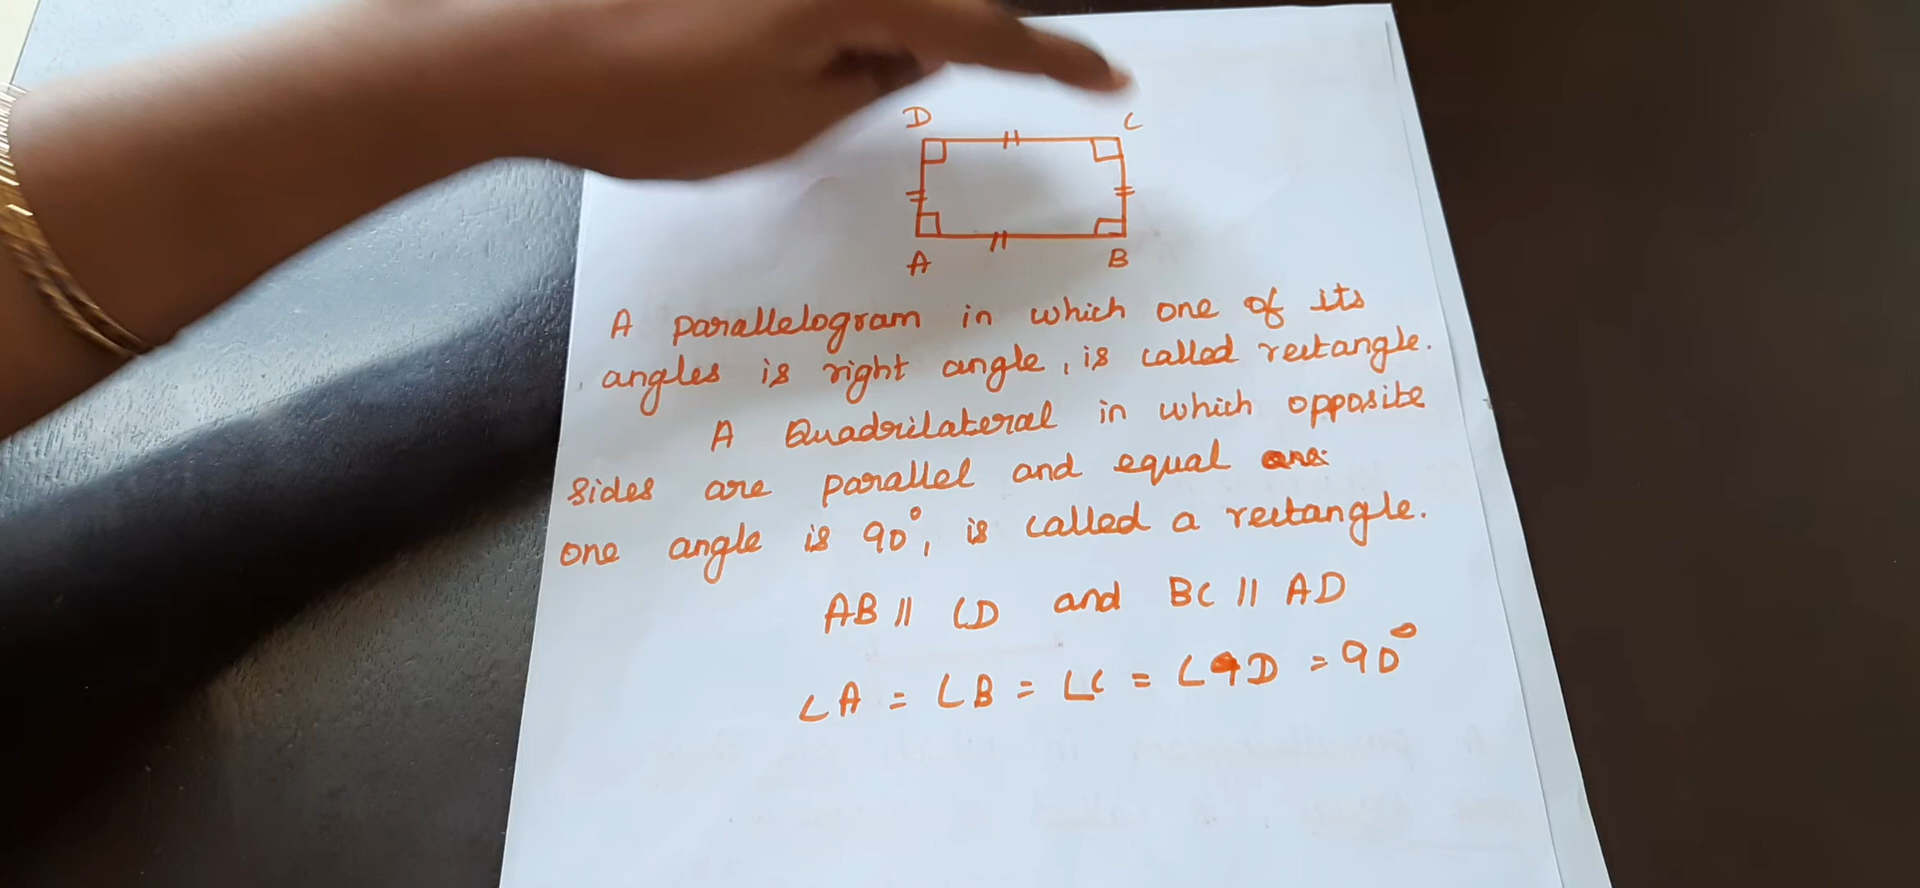 D C
A B
A parallelogram in which one of its
angles is right angle, is called rectangle.
A Quadrilateral in which opposite
sides are parallel and equal
one angle is 90°, is called a rectangle.
AB || CD and BC || AD
∠A = ∠B = ∠C = ∠D = 90°